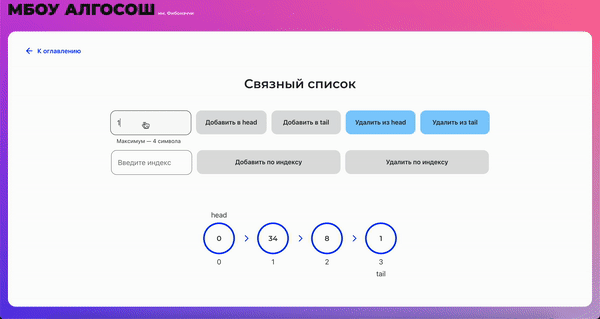 МБОУ АЛГОСОШ им. Фибоначчи
К оглавлению
Связный список
1 Добавить в head Добавить в tail Удалить из head Удалить из tail
Максимум — 4 символа
Введите индекс Добавить по индексу Удалить по индексу
head
0 34 8 1
0 1 2 3
tail